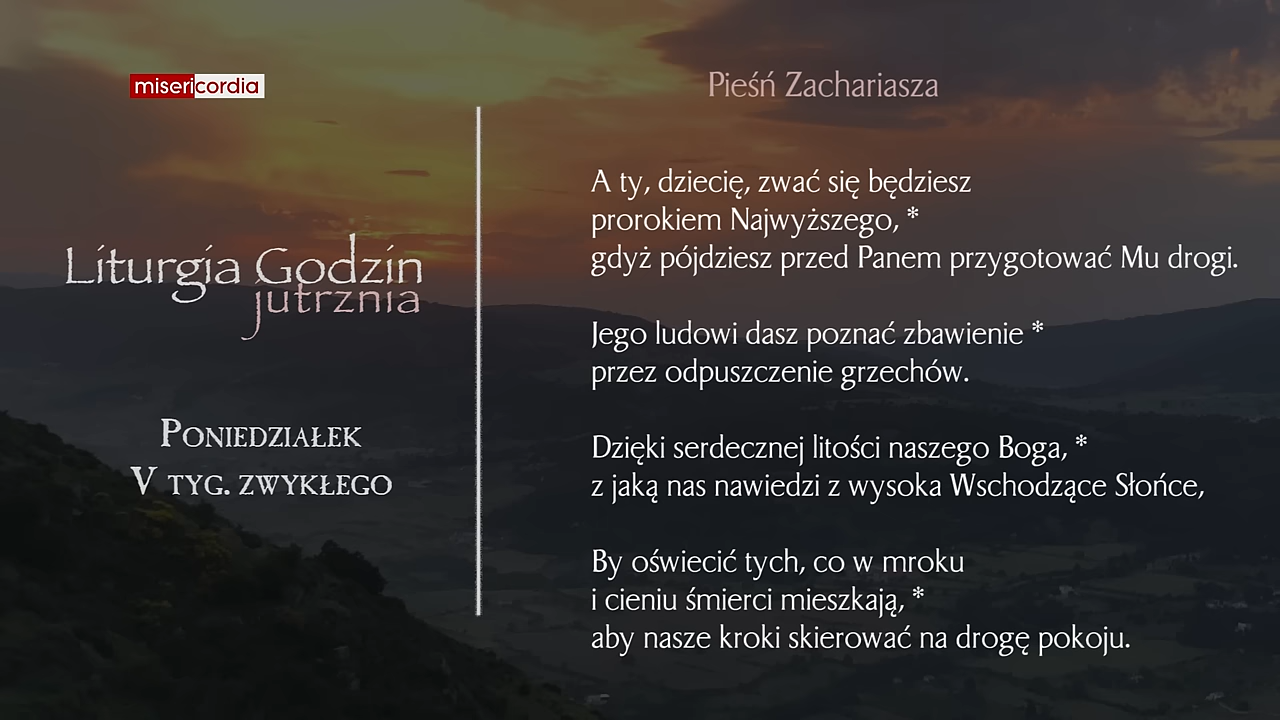 misericordia
Liturgia Godzin
jutrznia
Poniedziałek
V tyg. zwykłego
Pieśń Zachariasza
A ty, dziecię, zwać się będziesz
prorokiem Najwyższego, *
gdyż pójdziesz przed Panem przygotować Mu drogi.
Jego ludowi dasz poznać zbawienie *
przez odpuszczenie grzechów.
Dzięki serdecznej litości naszego Boga, *
z jaką nas nawiedzi z wysoka Wschodzące Słońce,
By oświecić tych, co w mroku
i cieniu śmierci mieszkają, *
aby nasze kroki skierować na drogę pokoju.